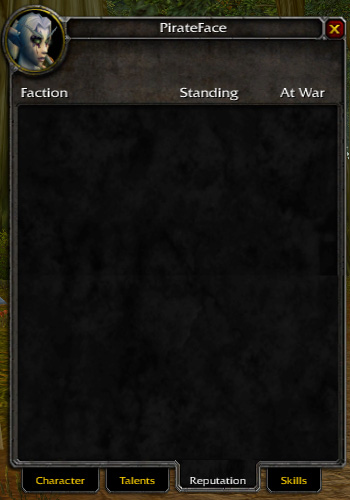 PirateFace
Faction Standing At War
Character Talents Reputation Skills